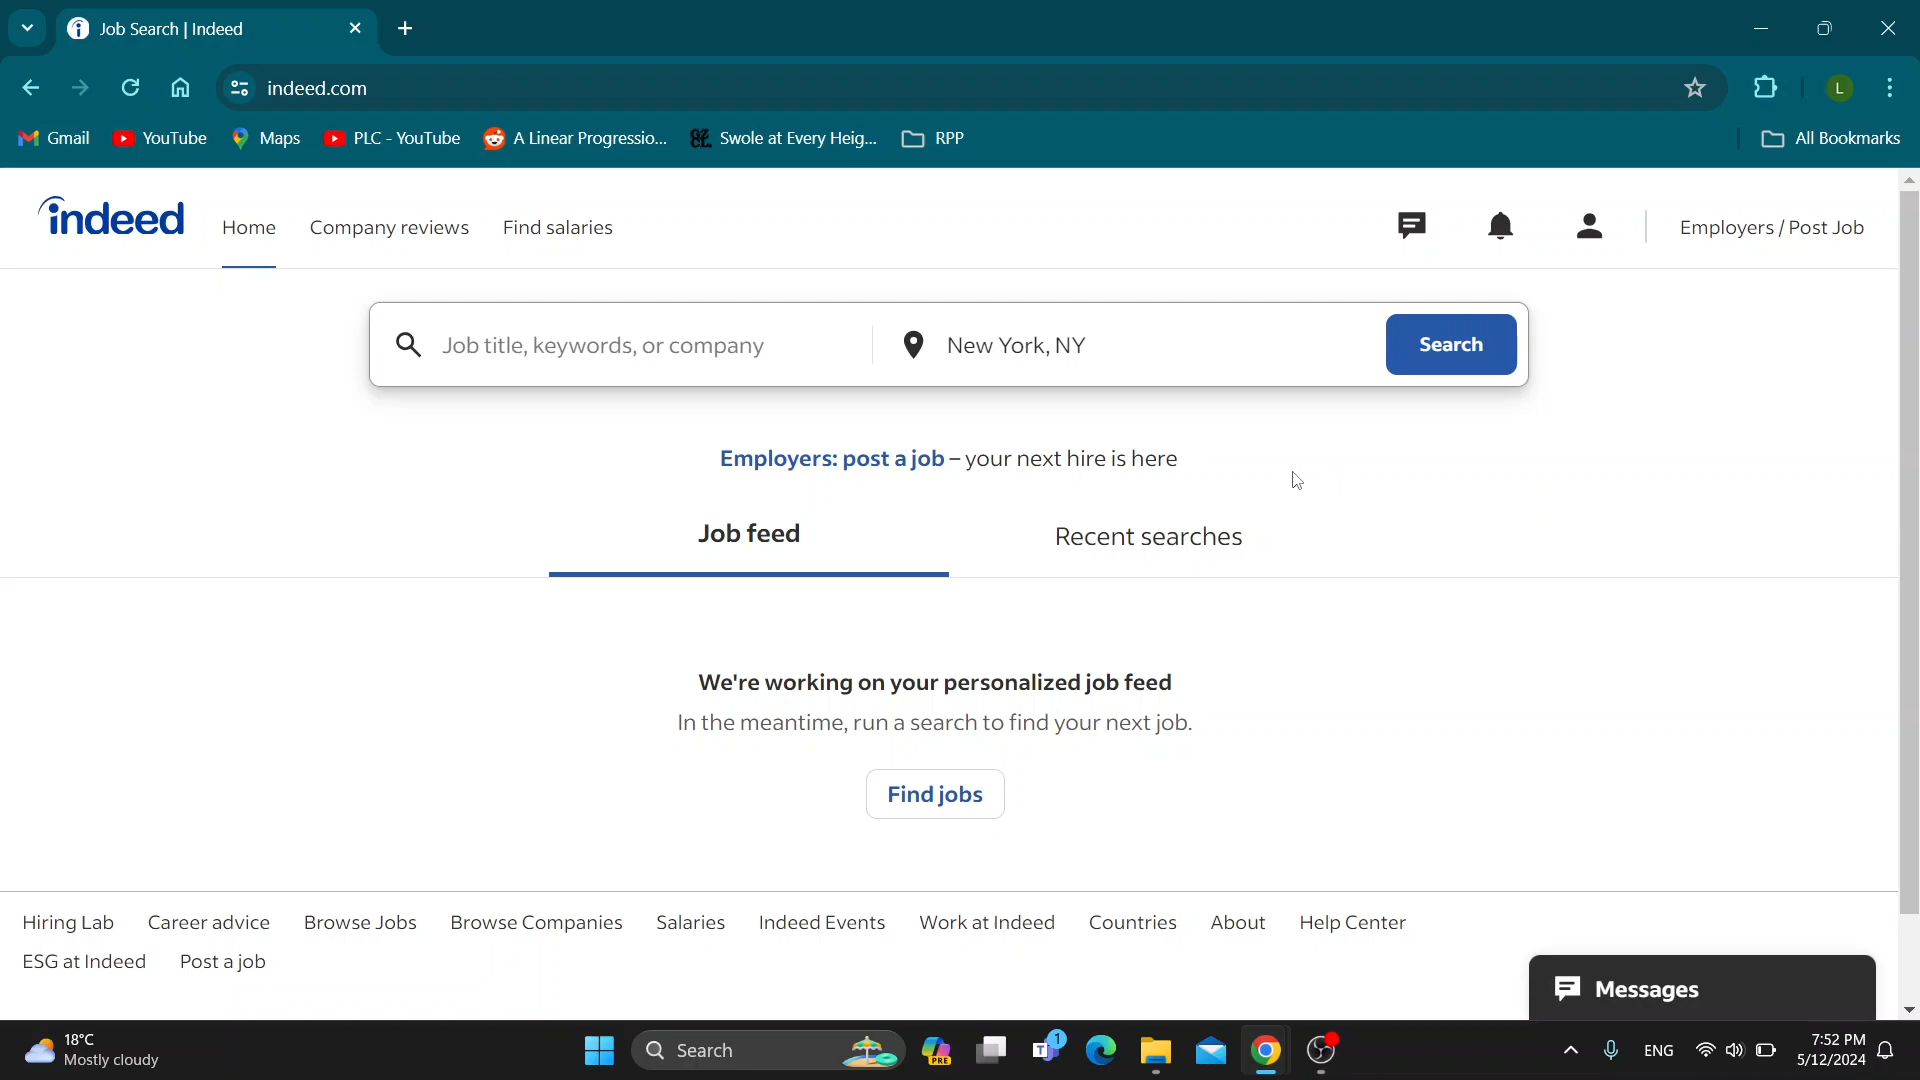 Job Search | Indeed
indeed.com
Gmail YouTube Maps PLC - YouTube A Linear Progressio... Swole at Every Heig... RPP All Bookmarks
L
indeed Home Company reviews Find salaries Employers / Post Job
Job title, keywords, or company New York, NY Search
Employers: post a job – your next hire is here
Job feed Recent searches
We're working on your personalized job feed
In the meantime, run a search to find your next job.
Find jobs
Hiring Lab Career advice Browse Jobs Browse Companies Salaries Indeed Events Work at Indeed Countries About Help Center
ESG at Indeed Post a job
Messages
18°C
Mostly cloudy
Search
PRE
1
ENG
7:52 PM
5/12/2024